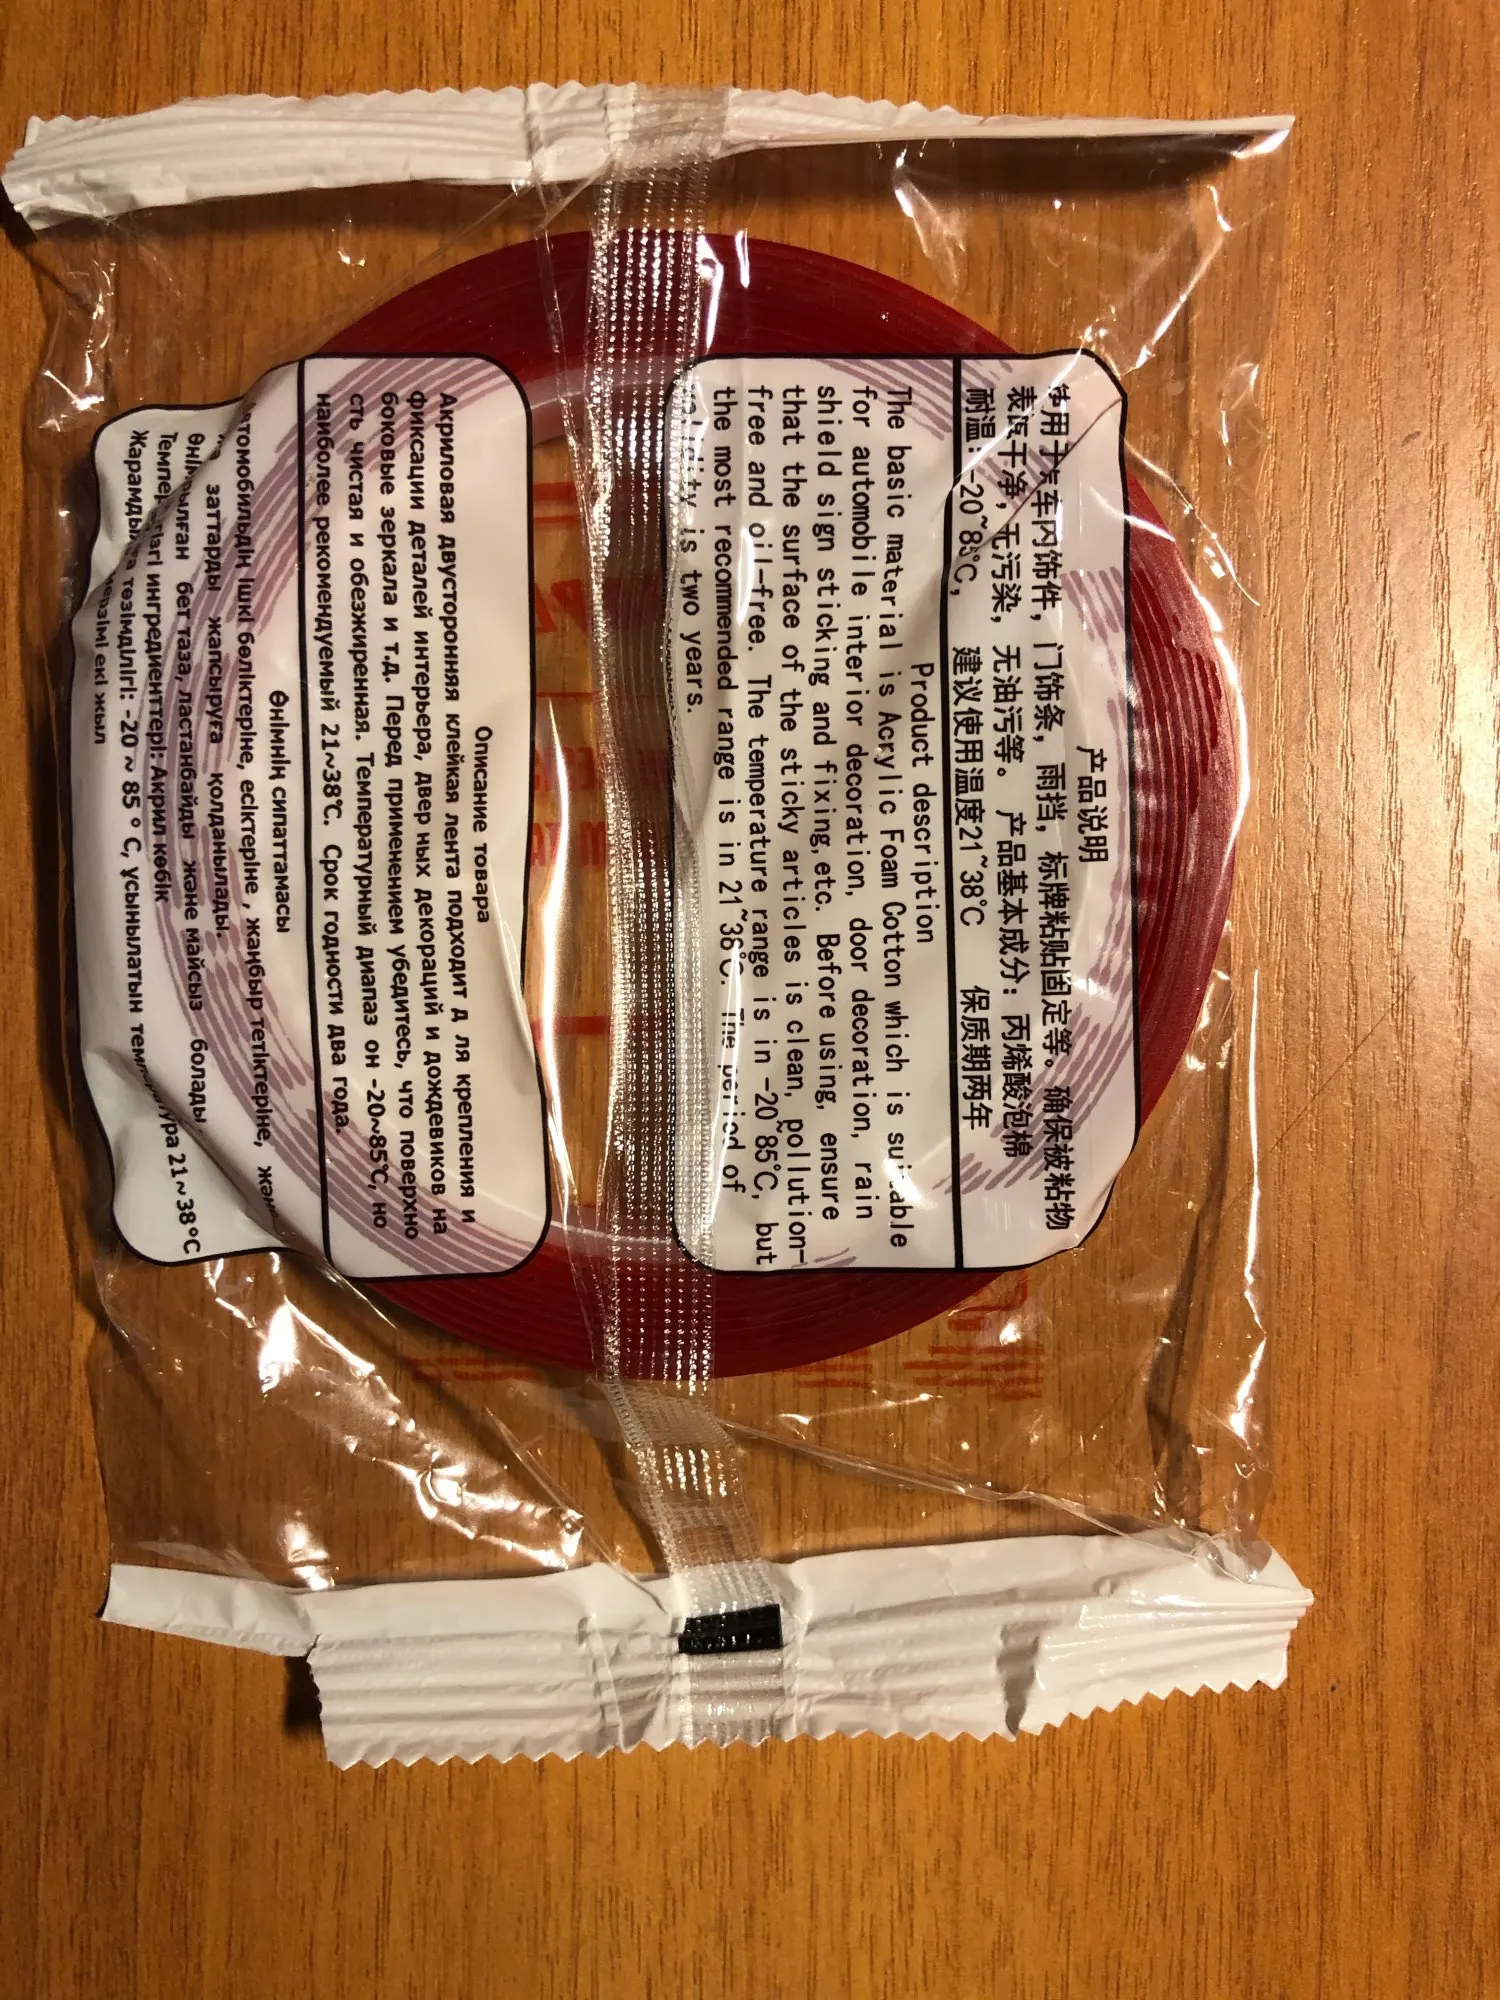 产品说明
用于汽车内饰件，门饰条，雨挡，标牌粘贴固定等。确保被粘物
表面干净，无污染，无油污等。 产品基本成分：丙烯酸泡棉
耐温：-20~85℃， 建议使用温度21~38℃ 保质期两年
Product description
The basic material is Acrylic Foam Cotton which is suitable
for automobile interior decoration, door decoration, rain
shield sign sticking and fixing, etc. Before using, ensure
that the surface of the sticky articles is clean, pollution-
free and oil-free. The temperature range is in -20~85℃, but
the most recommended range is in 21~38℃. The period of
validity is two years.
Описание товара
Акриловая двусторонняя клейкая лента подходит д ля крепления и
фиксации деталей интерьера, двер ных декораций и дождевиков на
боковые зеркала и т.д. Перед применением убедитесь, что поверхно
сть чистая и обезжиренная. Температурный диапаз он -20~85℃, но
наиболее рекомендуемый 21~38℃. Срок годности два года.
Өнімнің сипаттамасы
автомобильдің ішкі бөліктеріне, есіктеріне , жаңбыр тетіктеріне,
заттарды жапсыруға қолданылады.
бет таза, ластанбайды және майсыз болады .
ингредиенттері: Акрил көбік
төзімділігі: -20 ~ 85 ° C, ұсынылатын температура 21~38°C
Жарамдылық мерзімі екі жыл